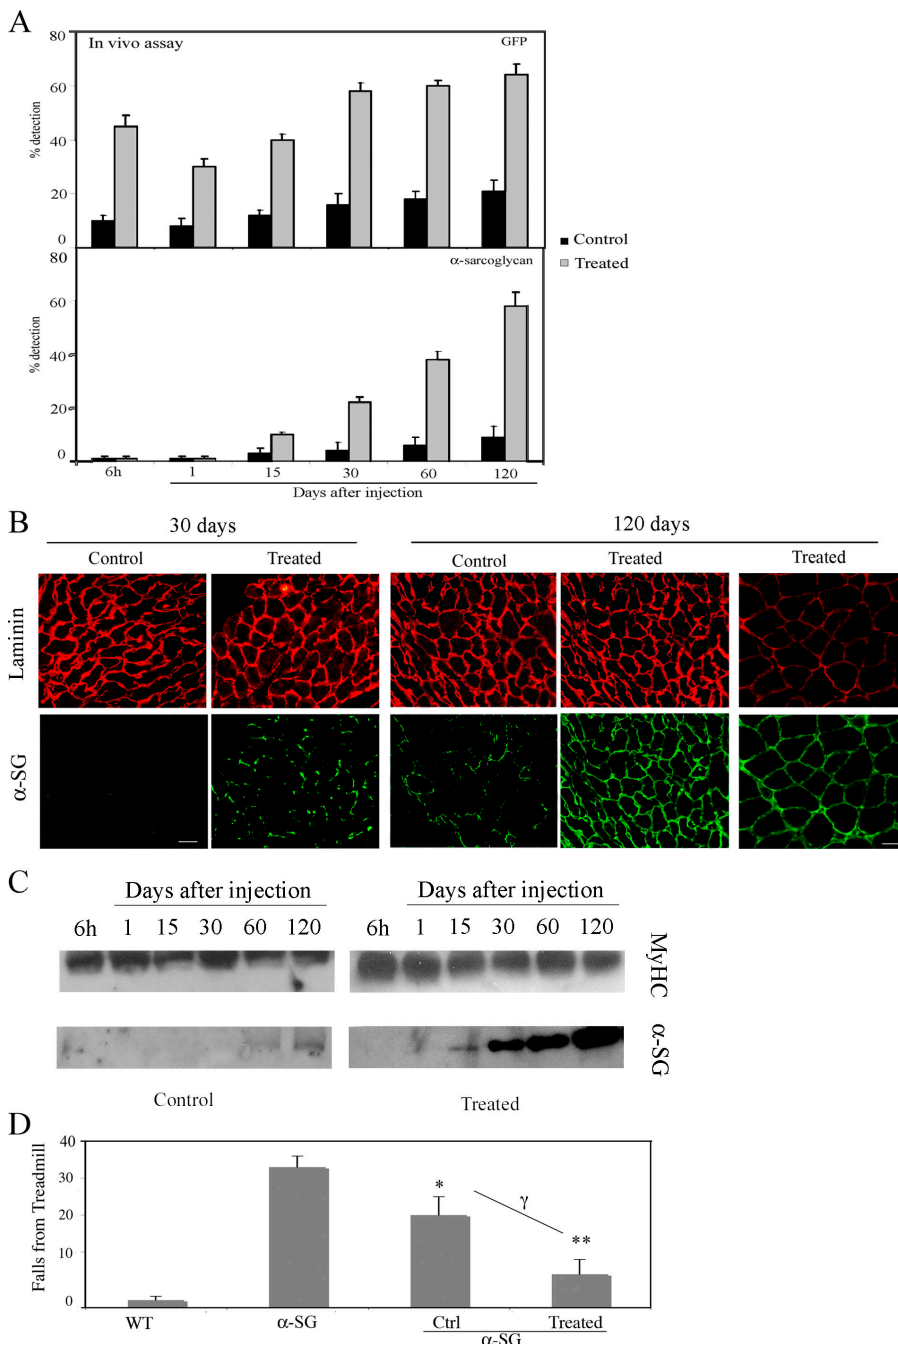 A
In vivo assay
GFP
% detection
80
60
40
20
0
α-sarcoglycan
% detection
80
60
40
20
0
6h 1 15 30 60 120
Days after injection
Control
Treated
B
30 days 120 days
Control Treated Control Treated Treated
Laminin
α-SG
C
Days after injection Days after injection
6h 1 15 30 60 120 6h 1 15 30 60 120
MyHC
α-SG
Control Treated
D
Falls from Treadmill
40
30
20
10
0
* γ **
WT α-SG Ctrl Treated
α-SG